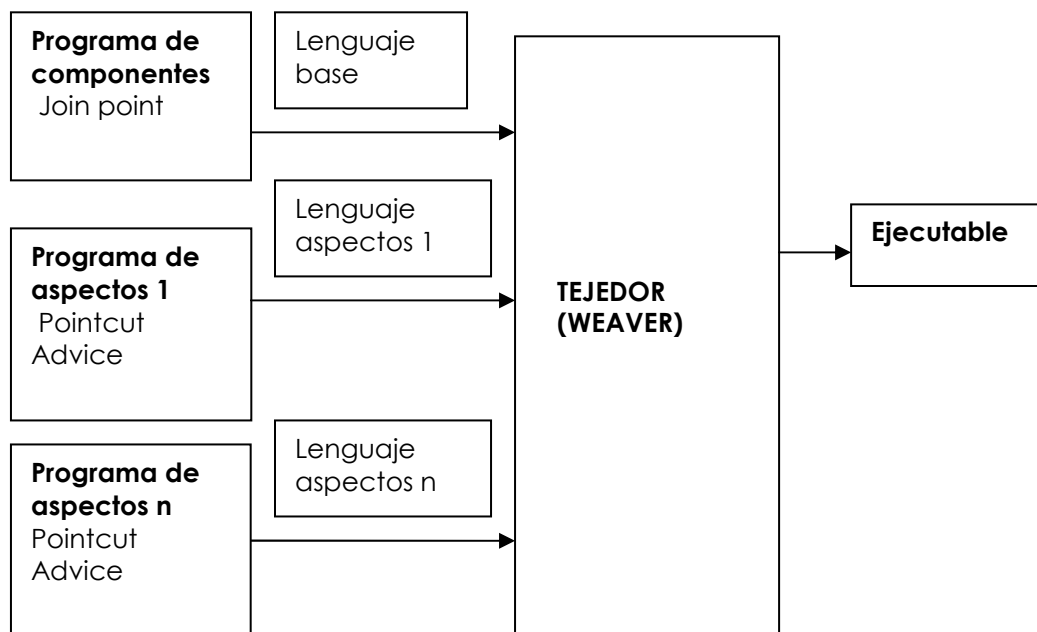 Programa de
componentes
Join point
Lenguaje
base
Programa de
aspectos 1
Pointcut
Advice
Lenguaje
aspectos 1
Programa de
aspectos n
Pointcut
Advice
Lenguaje
aspectos n
TEJEDOR
(WEAVER)
Ejecutable